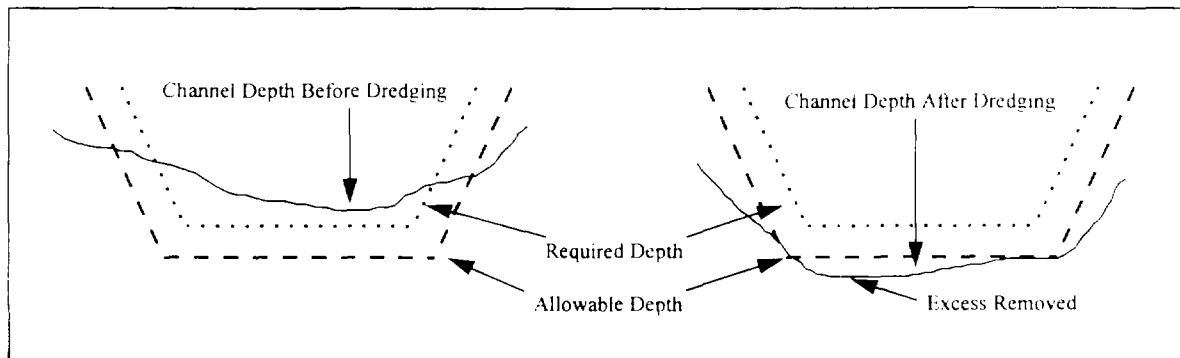 Channel Depth Before Dredging
Channel Depth After Dredging
Required Depth
Allowable Depth
Excess Removed